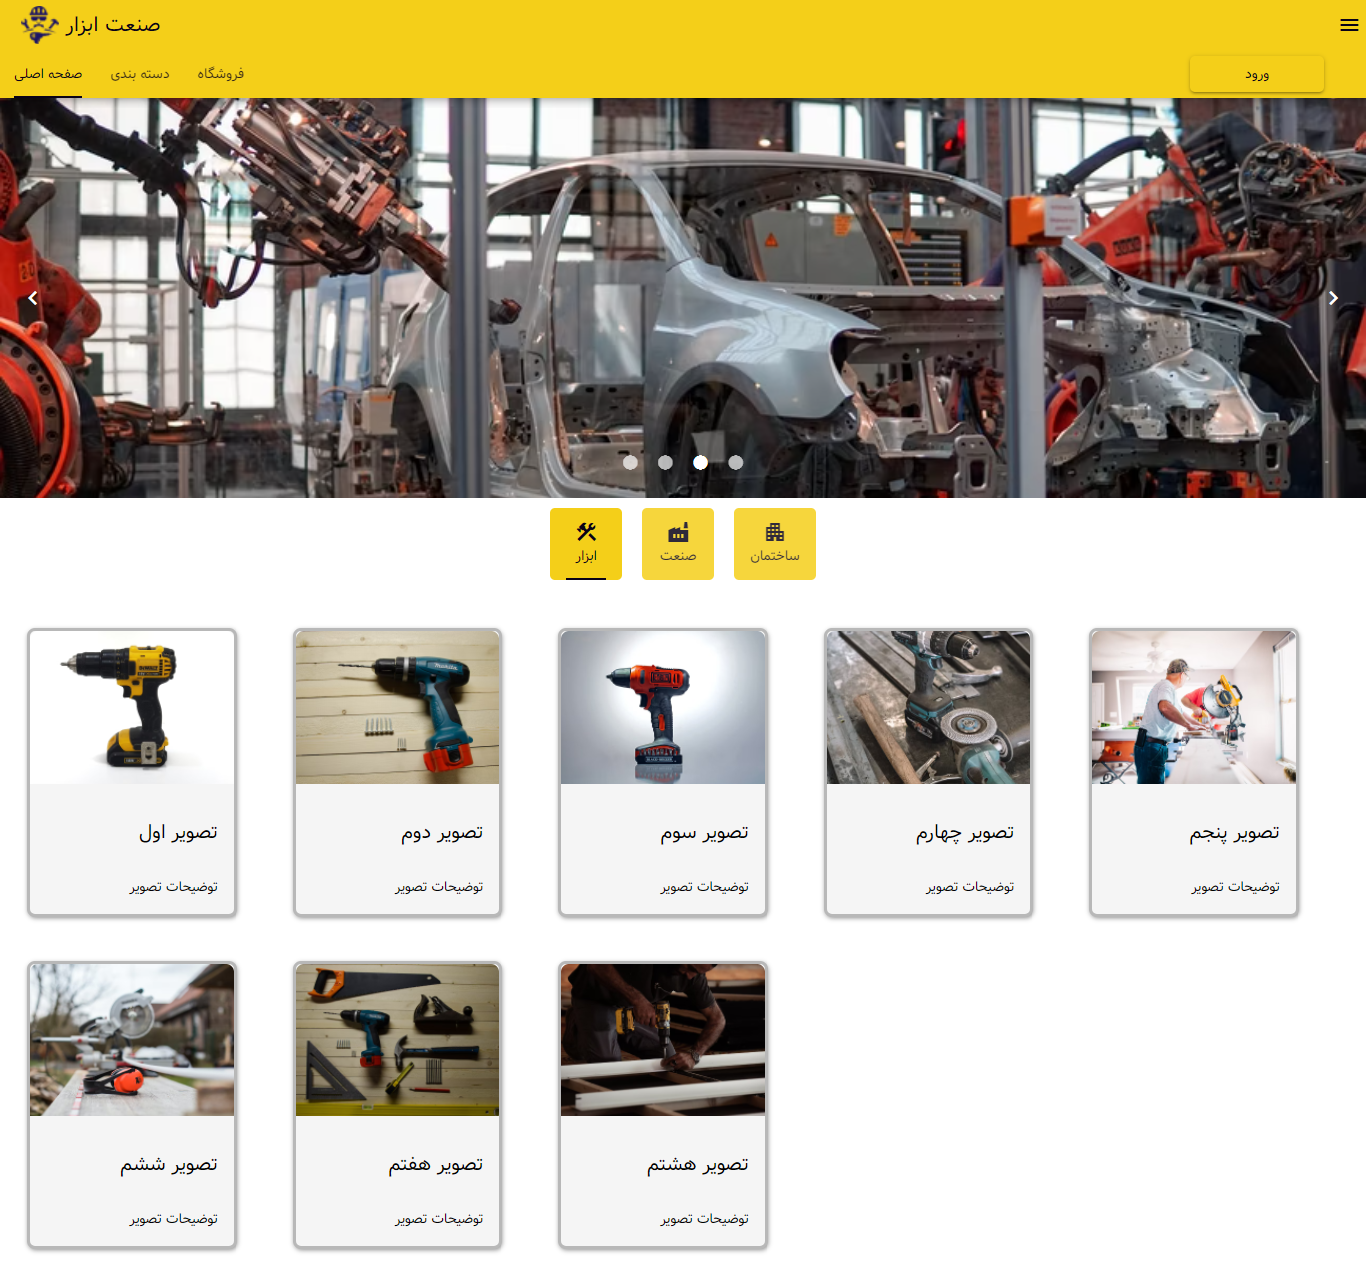 صنعت ابزار
صفحه اصلی
دسته بندی
فروشگاه
ورود
ابزار
صنعت
ساختمان
تصویر اول
توضیحات تصویر
تصویر دوم
توضیحات تصویر
تصویر سوم
توضیحات تصویر
تصویر چهارم
توضیحات تصویر
تصویر پنجم
توضیحات تصویر
تصویر ششم
توضیحات تصویر
تصویر هفتم
توضیحات تصویر
تصویر هشتم
توضیحات تصویر